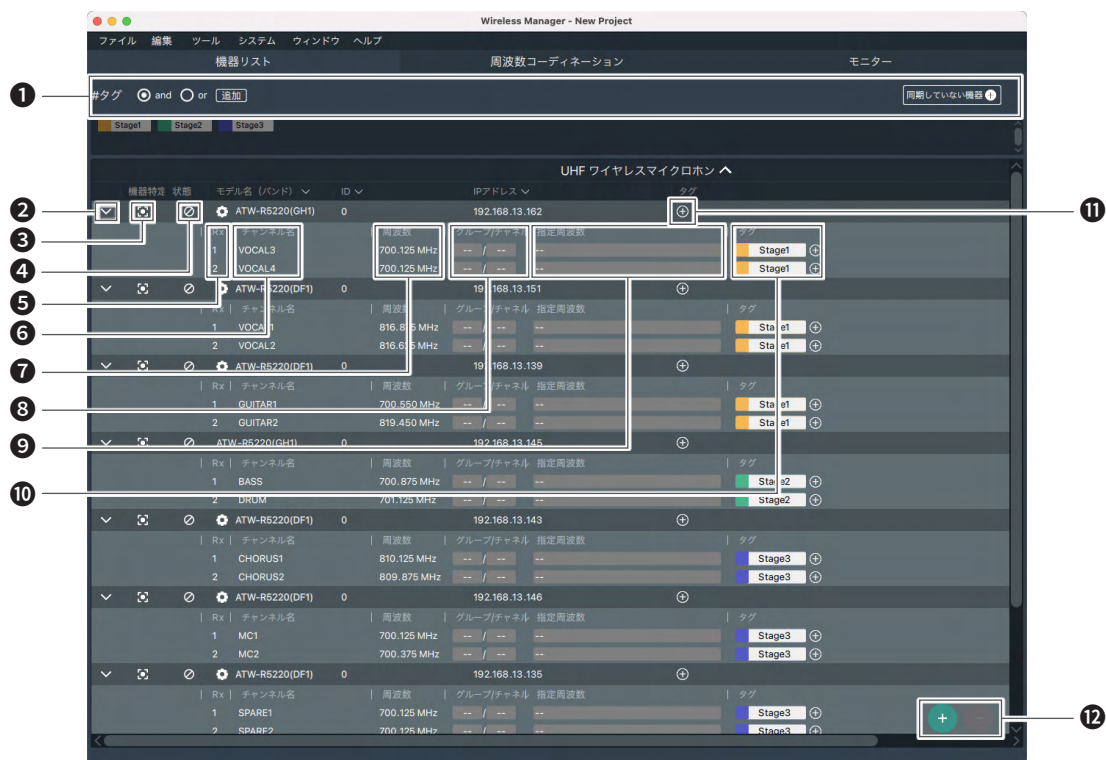 Wireless Manager - New Project
ファイル 編集 ツール システム ウィンドウ ヘルプ
機器リスト 周波数コーディネーション モニター
❶ #タグ and or 追加 同期していない機器
Stage1 Stage2 Stage3
UHF ワイヤレスマイクロホン
機器特定 状態 モデル名（バンド） ID IPアドレス タグ
❷ ATW-R5220(GH1) 0 192.168.13.162 ⓫
❸ Rx チャンネル名 周波数 グループ/チャネル 指定周波数 タグ
❹ 1 VOCAL3 700.125 MHz -- / -- -- Stage1
2 VOCAL4 700.125 MHz -- / -- -- Stage1
❺ ATW-R5220(DF1) 0 192.168.13.151
❻ Rx チャンネル名 周波数 グループ/チャネル 指定周波数 タグ
1 816.875 MHz -- / -- -- Stage1
2 VOCAL2 816.625 MHz -- / -- -- Stage1
❼ ATW-R5220(DF1) 0 192.168.13.139
Rx チャンネル名 周波数 グループ/チャネル 指定周波数 タグ
❽ 1 GUITAR1 700.550 MHz -- / -- -- Stage1
2 GUITAR2 819.450 MHz -- / -- -- Stage1
❾ ATW-R5220(GH1) 0 192.168.13.145
Rx チャンネル名 周波数 グループ/チャネル 指定周波数 タグ
1 BASS 700.875 MHz -- / -- -- Stage2
❿ 2 DRUM 701.125 MHz -- / -- -- Stage2
ATW-R5220(DF1) 0 192.168.13.143
Rx チャンネル名 周波数 グループ/チャネル 指定周波数 タグ
1 CHORUS1 810.125 MHz -- / -- -- Stage3
2 CHORUS2 809.875 MHz -- / -- -- Stage3
ATW-R5220(DF1) 0 192.168.13.146
Rx チャンネル名 周波数 グループ/チャネル 指定周波数 タグ
1 MC1 700.125 MHz -- / -- -- Stage3
2 MC2 700.375 MHz -- / -- -- Stage3
ATW-R5220(DF1) 0 192.168.13.135
Rx チャンネル名 周波数 グループ/チャネル 指定周波数 タグ
1 SPARE1 700.125 MHz -- / -- -- Stage3
⓬
2 SPARE2 700.125 MHz -- / -- -- Stage3